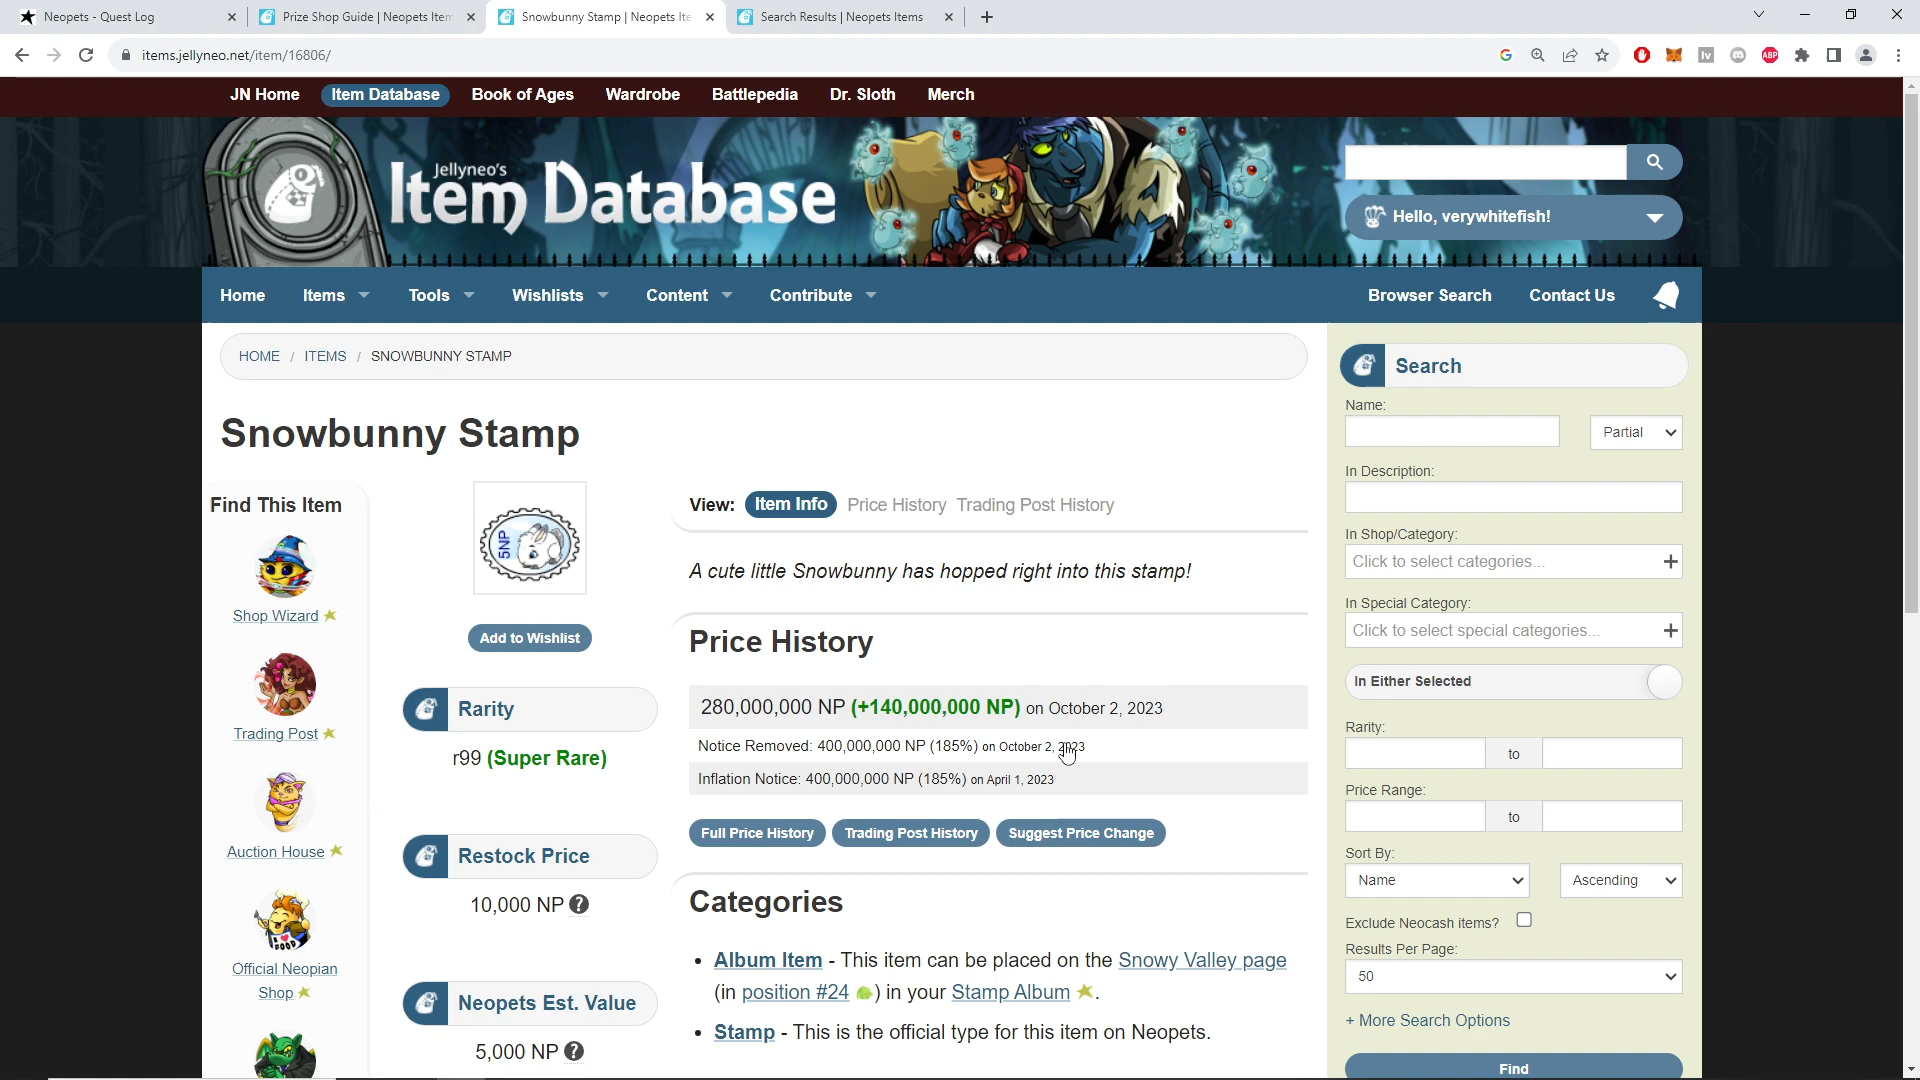 Neopets - Quest Log
Prize Shop Guide | Neopets Iten
Snowbunny Stamp | Neopets Ite
Search Results | Neopets Items
items.jellyneo.net/item/16806/
JN Home Item Database Book of Ages Wardrobe Battlepedia Dr. Sloth Merch
Jellyneo's
Item Database
Hello, verywhitefish!
Home Items Tools Wishlists Content Contribute Browser Search Contact Us
HOME / ITEMS / SNOWBUNNY STAMP
Snowbunny Stamp
Find This Item
Shop Wizard
Trading Post
Auction House
I ♥ FOOD
Official Neopian
Shop
5NP
Add to Wishlist
Rarity
r99 (Super Rare)
Restock Price
10,000 NP ?
Neopets Est. Value
5,000 NP ?
View: Item Info Price History Trading Post History
A cute little Snowbunny has hopped right into this stamp!
Price History
280,000,000 NP (+140,000,000 NP) on October 2, 2023
Notice Removed: 400,000,000 NP (185%) on October 2, 2023
Inflation Notice: 400,000,000 NP (185%) on April 1, 2023
Full Price History Trading Post History Suggest Price Change
Categories
• Album Item - This item can be placed on the Snowy Valley page
(in position #24 ) in your Stamp Album .
• Stamp - This is the official type for this item on Neopets.
Search
Name:
Partial
In Description:
In Shop/Category:
Click to select categories... +
In Special Category:
Click to select special categories... +
In Either Selected
Rarity:
to
Price Range:
to
Sort By:
Name Ascending
Exclude Neocash items?
Results Per Page:
50
+ More Search Options
Find
ABP
lv